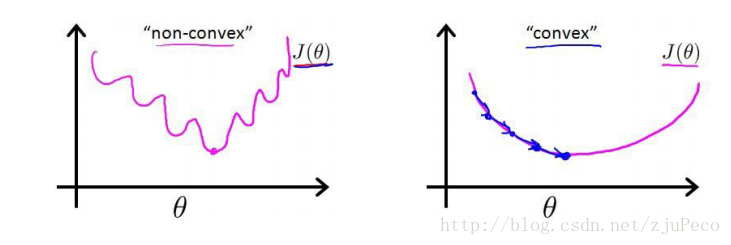 “non-convex”
J(θ)
θ
“convex”
J(θ)
θ
http://blog.csdn.net/zjuPeco